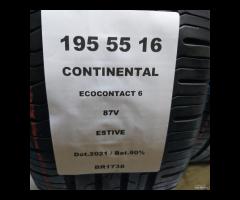 195 55 16
CONTINENTAL
ECOCONTACT 6
87V
ESTIVE
Dot.2021 / Bat.90%
BR1738